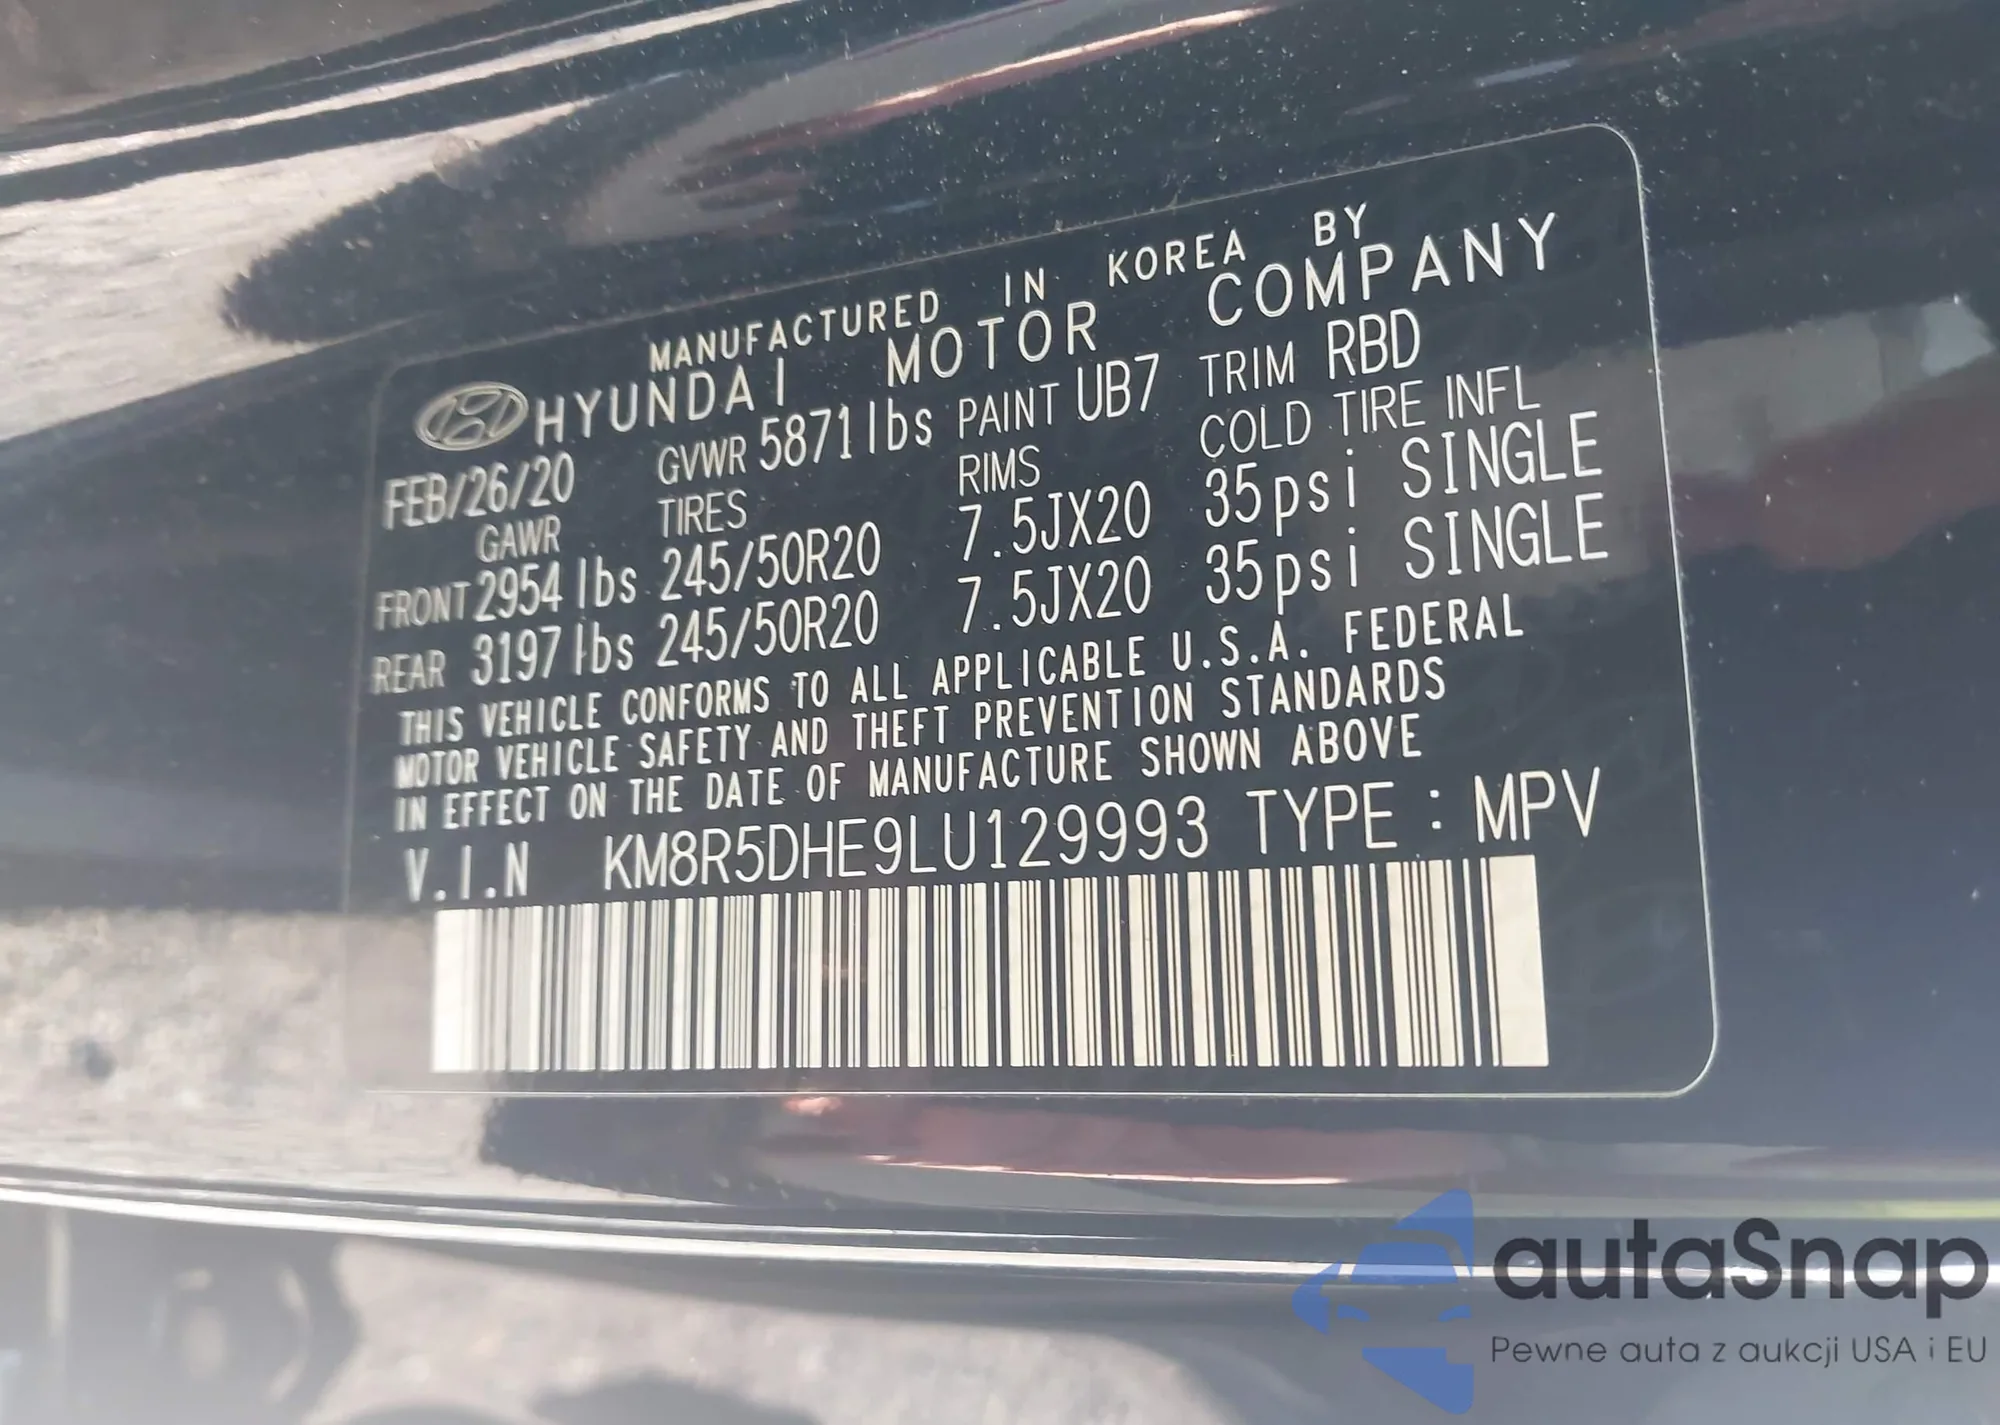 MANUFACTURED IN KOREA BY
HYUNDAI MOTOR COMPANY
FEB/26/20 GVWR 5871lbs PAINT UB7 TRIM RBD
GAWR TIRES RIMS COLD TIRE INFL
FRONT 2954 lbs 245/50R20 7.5JX20 35psi SINGLE
REAR 3197 lbs 245/50R20 7.5JX20 35psi SINGLE
THIS VEHICLE CONFORMS TO ALL APPLICABLE U.S.A. FEDERAL
MOTOR VEHICLE SAFETY AND THEFT PREVENTION STANDARDS
IN EFFECT ON THE DATE OF MANUFACTURE SHOWN ABOVE
V.I.N KM8R5DHE9LU129993 TYPE : MPV
autaSnap
Pewne auta z aukcji USA i EU